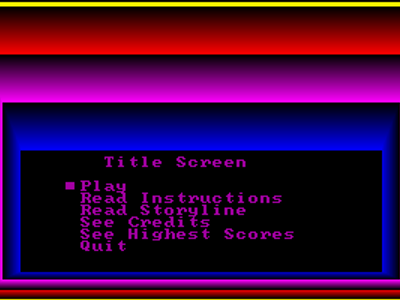 Title Screen
Play
Read Instructions
Read Storyline
See Credits
See Highest Scores
Quit